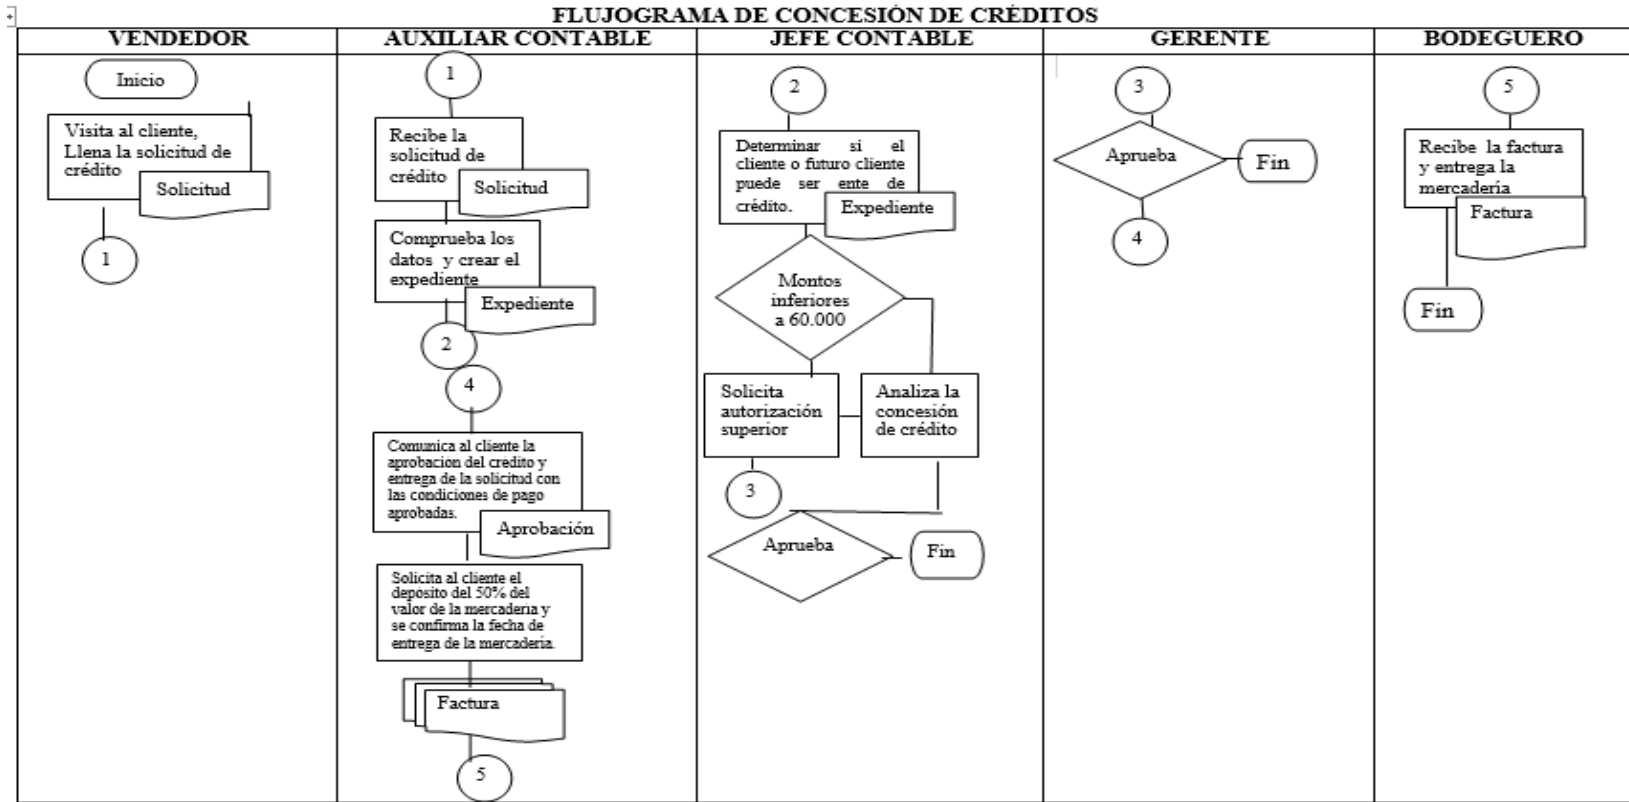 FLUJOGRAMA DE CONCESIÓN DE CRÉDITOS
VENDEDOR
AUXILIAR CONTABLE
JEFE CONTABLE
GERENTE
BODEGUERO
Inicio
Visita al cliente,
Llena la solicitud de
crédito
Solicitud
1
1
Recibe la
solicitud de
crédito
Solicitud
Comprueba los
datos y crear el
expediente
Expediente
2
4
Comunica al cliente la
aprobacion del credito y
entrega de la solicitud con
las condiciones de pago
aprobadas.
Aprobación
Solicita al cliente el
deposito del 50% del
valor de la mercaderia y
se confirma la fecha de
entrega de la mercaderia.
Factura
5
2
Determinar si el
cliente o futuro cliente
puede ser ente de
crédito.
Expediente
Montos
inferiores
a 60.000
Solicita
autorización
superior
Analiza la
concesión
de crédito
3
Aprueba
Fin
3
Aprueba
Fin
4
5
Recibe la factura
y entrega la
mercadería
Factura
Fin